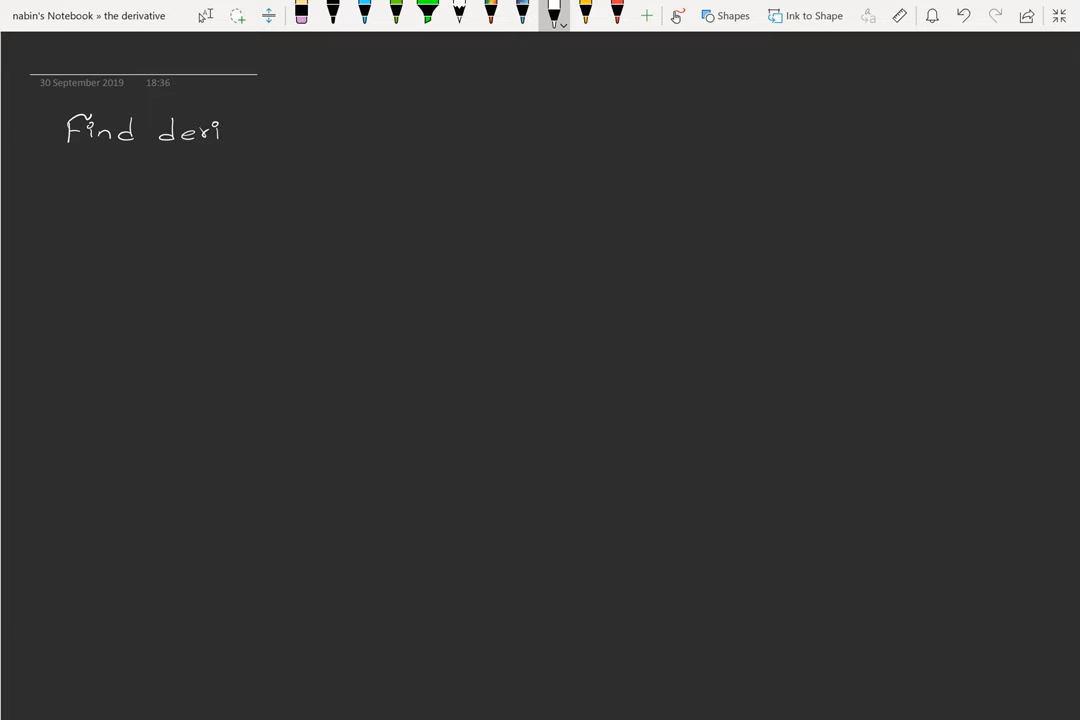 nabin's Notebook » the derivative Shapes Ink to Shape
30 September 2019 18:36
Find deri